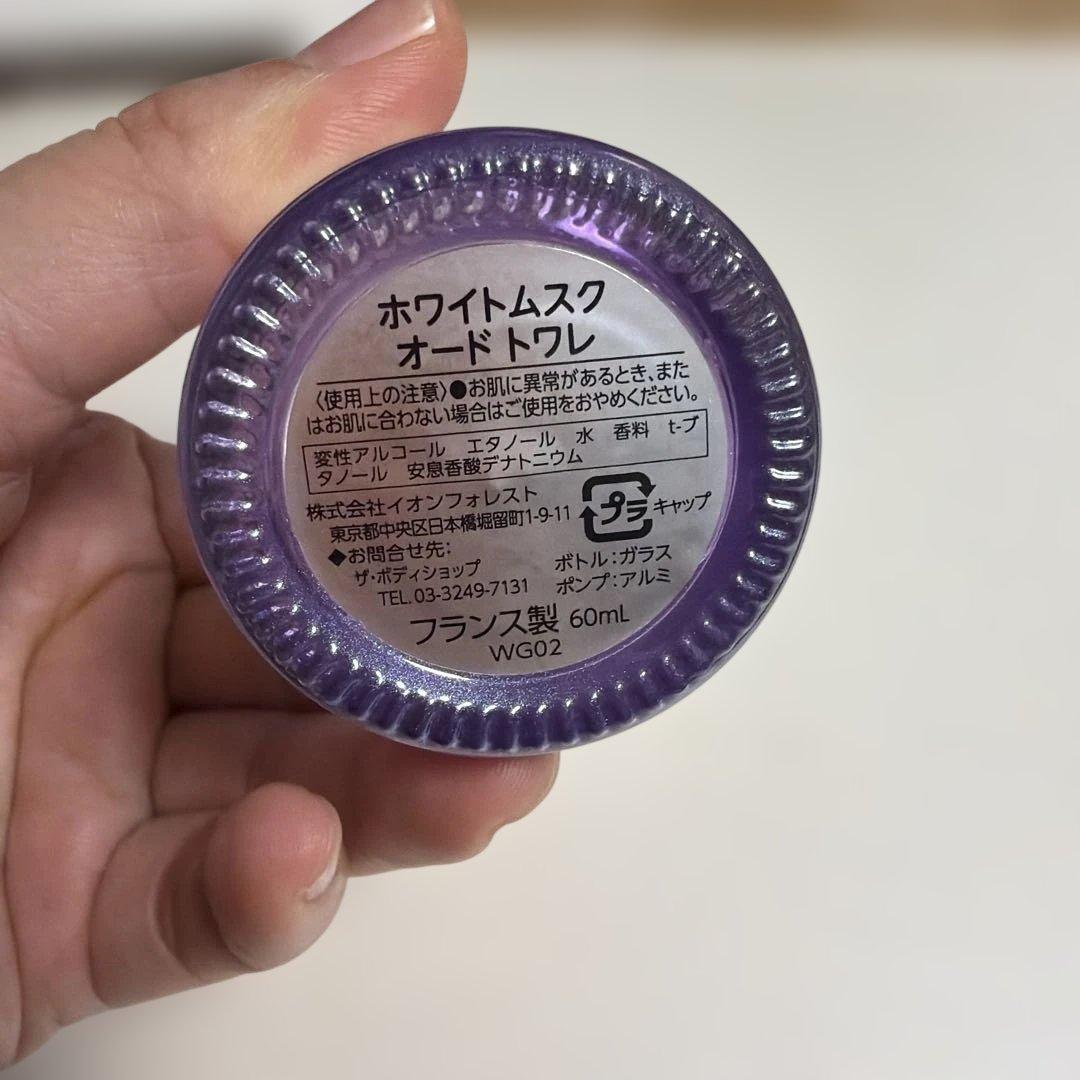 ホワイトムスク
オード トワレ
〈使用上の注意〉●お肌に異常があるとき、また
はお肌に合わない場合はご使用をおやめください。
変性アルコール エタノール 水 香料 t-ブ
タノール 安息香酸デナトニウム
株式会社イオンフォレスト
東京都中央区日本橋堀留町1-9-11
プラ キャップ
◆お問合せ先:
ザ・ボディショップ
TEL. 03-3249-7131
ボトル:ガラス
ポンプ:アルミ
フランス製 60mL
WG02